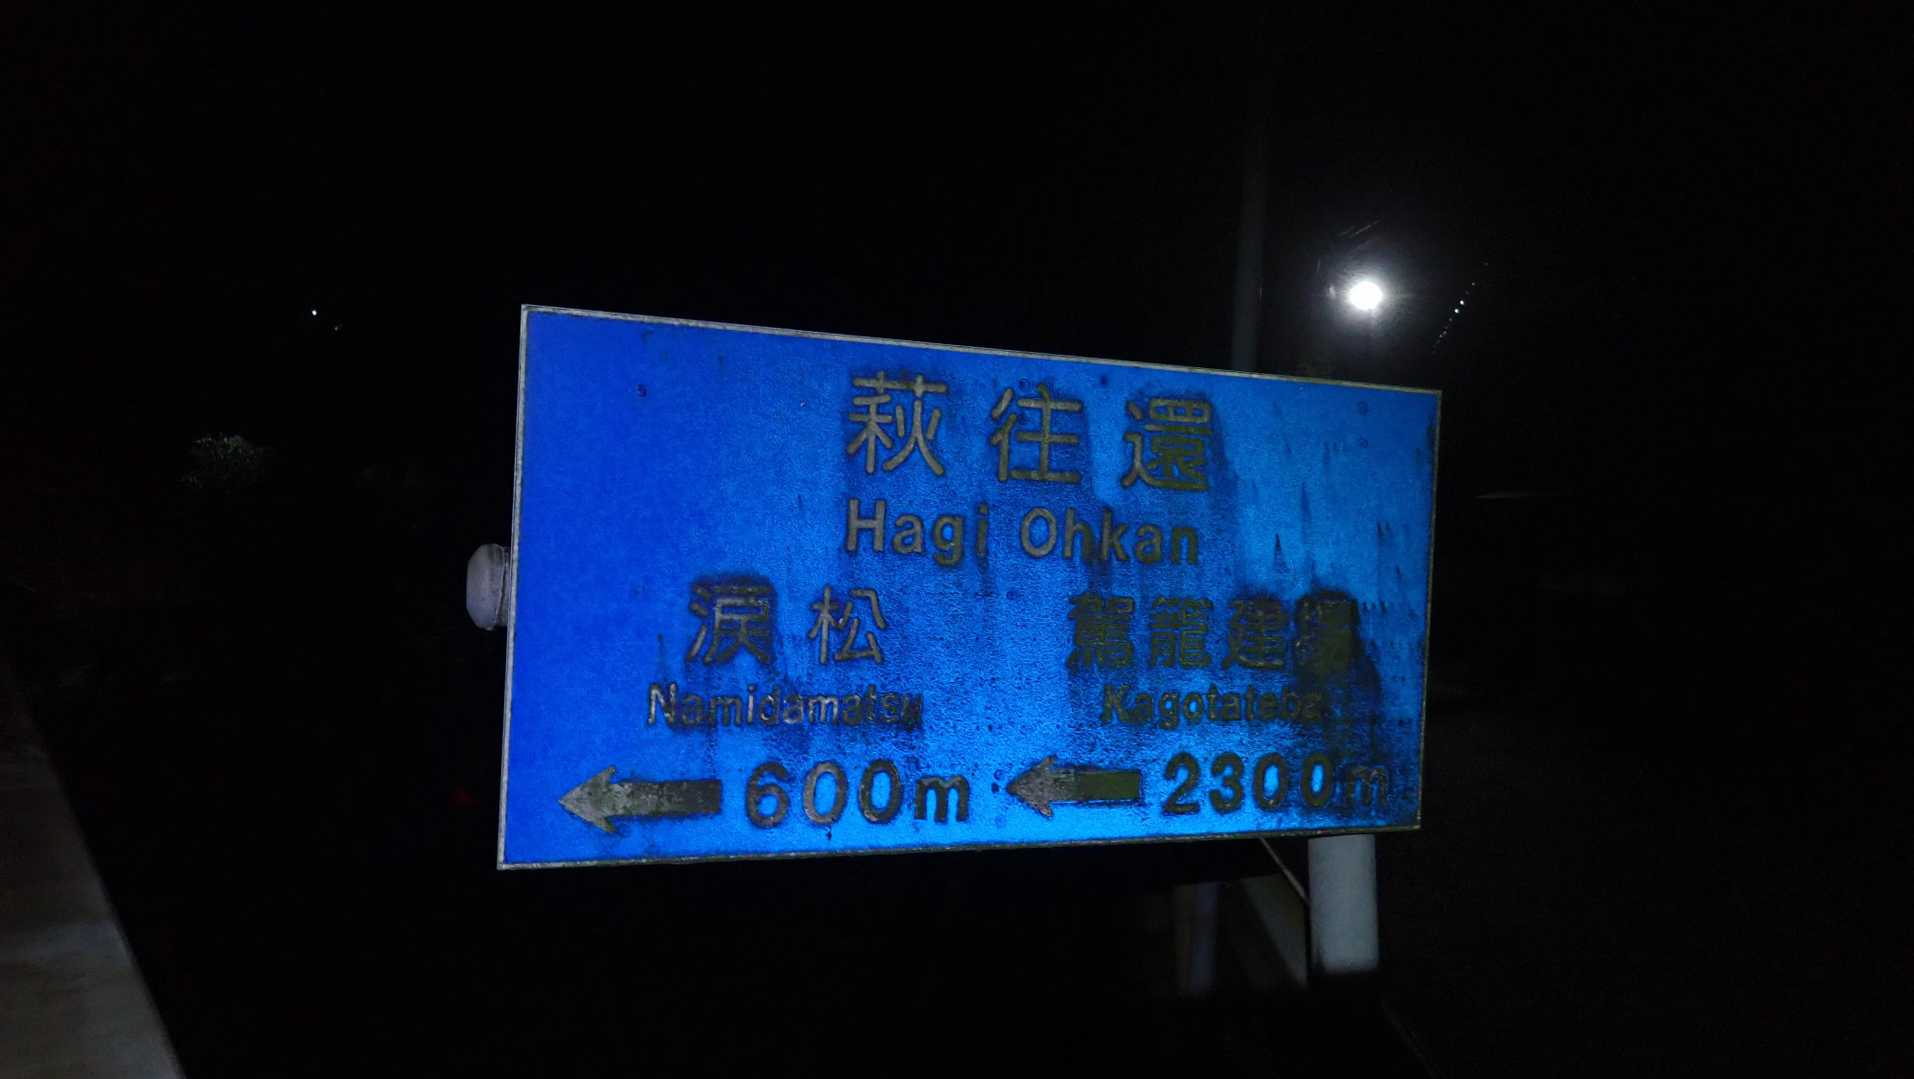 萩往還
Hagi Ohkan
涙松 駕籠建場
Namidamatsu Kagotateba
←600m ←2300m